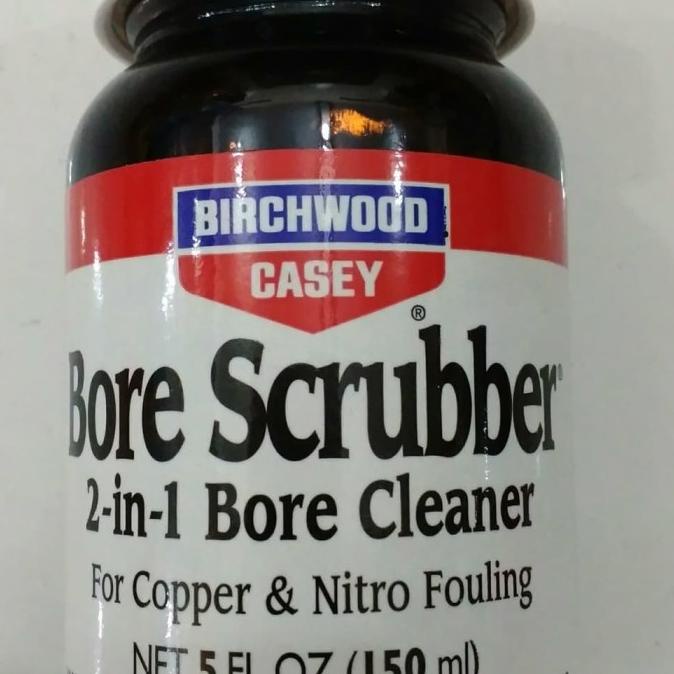 BIRCHWOOD
CASEY
®
Bore Scrubber
2-in-1 Bore Cleaner
For Copper & Nitro Fouling
NET 5 FL OZ (150 ml)